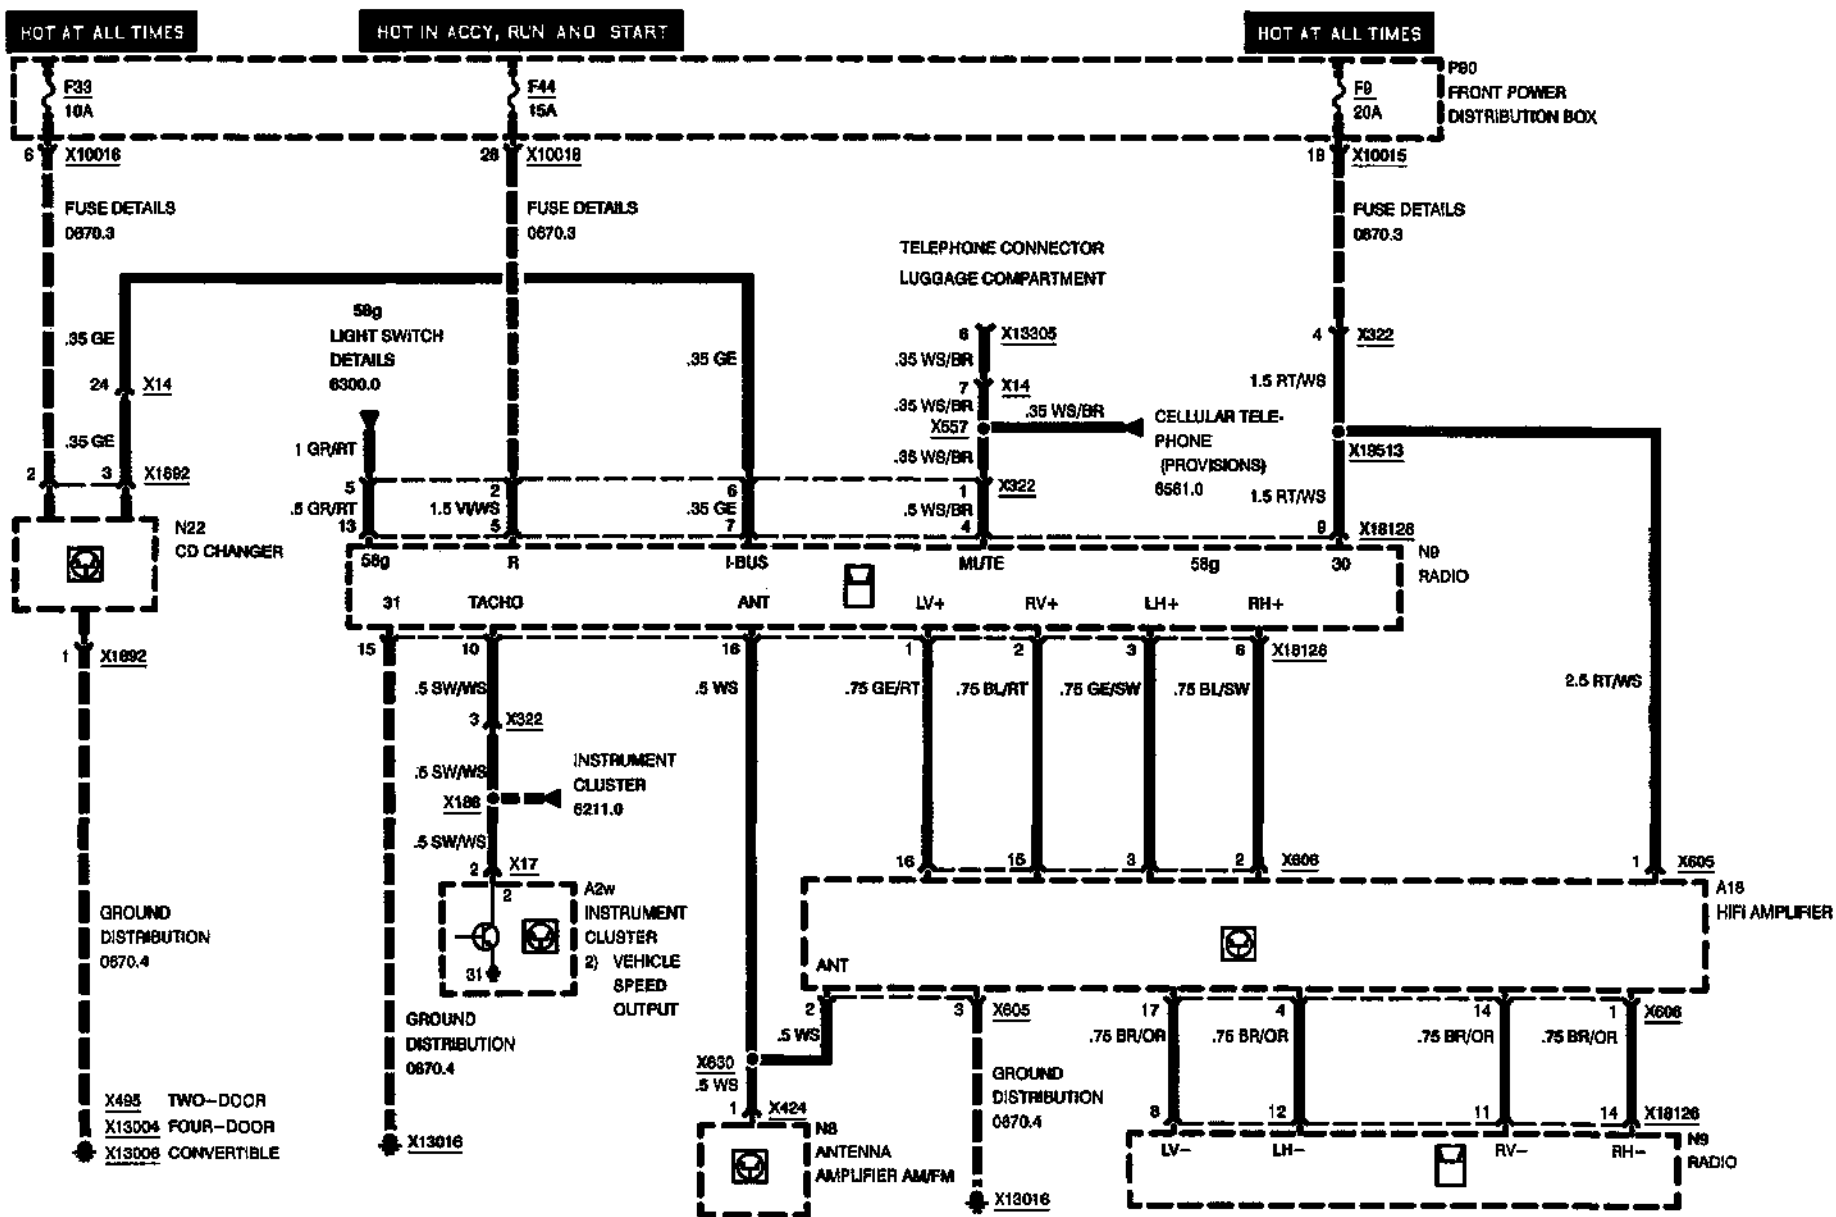 HOT AT ALL TIMES
HOT IN ACCY, RUN AND START
HOT AT ALL TIMES
F33
10A
F44
15A
F9
20A
P90
FRONT POWER
DISTRIBUTION BOX
6 X10016
28 X10018
18 X10015
FUSE DETAILS
0670.3
FUSE DETAILS
0670.3
FUSE DETAILS
0670.3
TELEPHONE CONNECTOR
LUGGAGE COMPARTMENT
58g
LIGHT SWITCH
DETAILS
6300.0
.35 GE
24 X14
.35 GE
2 3 X1892
.35 GE
6 X13305
.35 WS/BR
7 X14
.35 WS/BR
.35 WS/BR
X557
.35 WS/BR
CELLULAR TELE-
PHONE
(PROVISIONS)
6561.0
4 X322
1.5 RT/WS
X19513
1.5 RT/WS
1 GR/RT
5 2 6 1 X322
.5 GR/RT
1.5 VI/WS
.35 GE
.5 WS/BR
13 5 7 4 9 X18126
N22
CD CHANGER
58g R I-BUS MUTE 58g 30
N9
RADIO
31 TACHO ANT LV+ RV+ LH+ RH+
15 10 16 1 2 3 6 X18126
1 X1892
.5 SW/WS
.5 WS
.75 GE/RT
.75 BL/RT
.75 GE/SW
.75 BL/SW
2.5 RT/WS
3 X322
.5 SW/WS
X186
INSTRUMENT
CLUSTER
6211.0
.5 SW/WS
2 X17
16 15 3 2 X606
1 X605
2
A2w
INSTRUMENT
CLUSTER
2) VEHICLE
SPEED
OUTPUT
31
A18
HIFI AMPLIFIER
ANT
GROUND
DISTRIBUTION
0670.4
GROUND
DISTRIBUTION
0670.4
2 3 X605
17 4 14 1 X606
.5 WS
.75 BR/OR
.75 BR/OR
.75 BR/OR
.75 BR/OR
X630
.5 WS
GROUND
DISTRIBUTION
0670.4
1 X424
8 12 11 14 X18126
X495 TWO-DOOR
X13004 FOUR-DOOR
X13006 CONVERTIBLE
X13016
N8
ANTENNA
AMPLIFIER AM/FM
LV- LH- RV- RH-
N9
RADIO
X13016